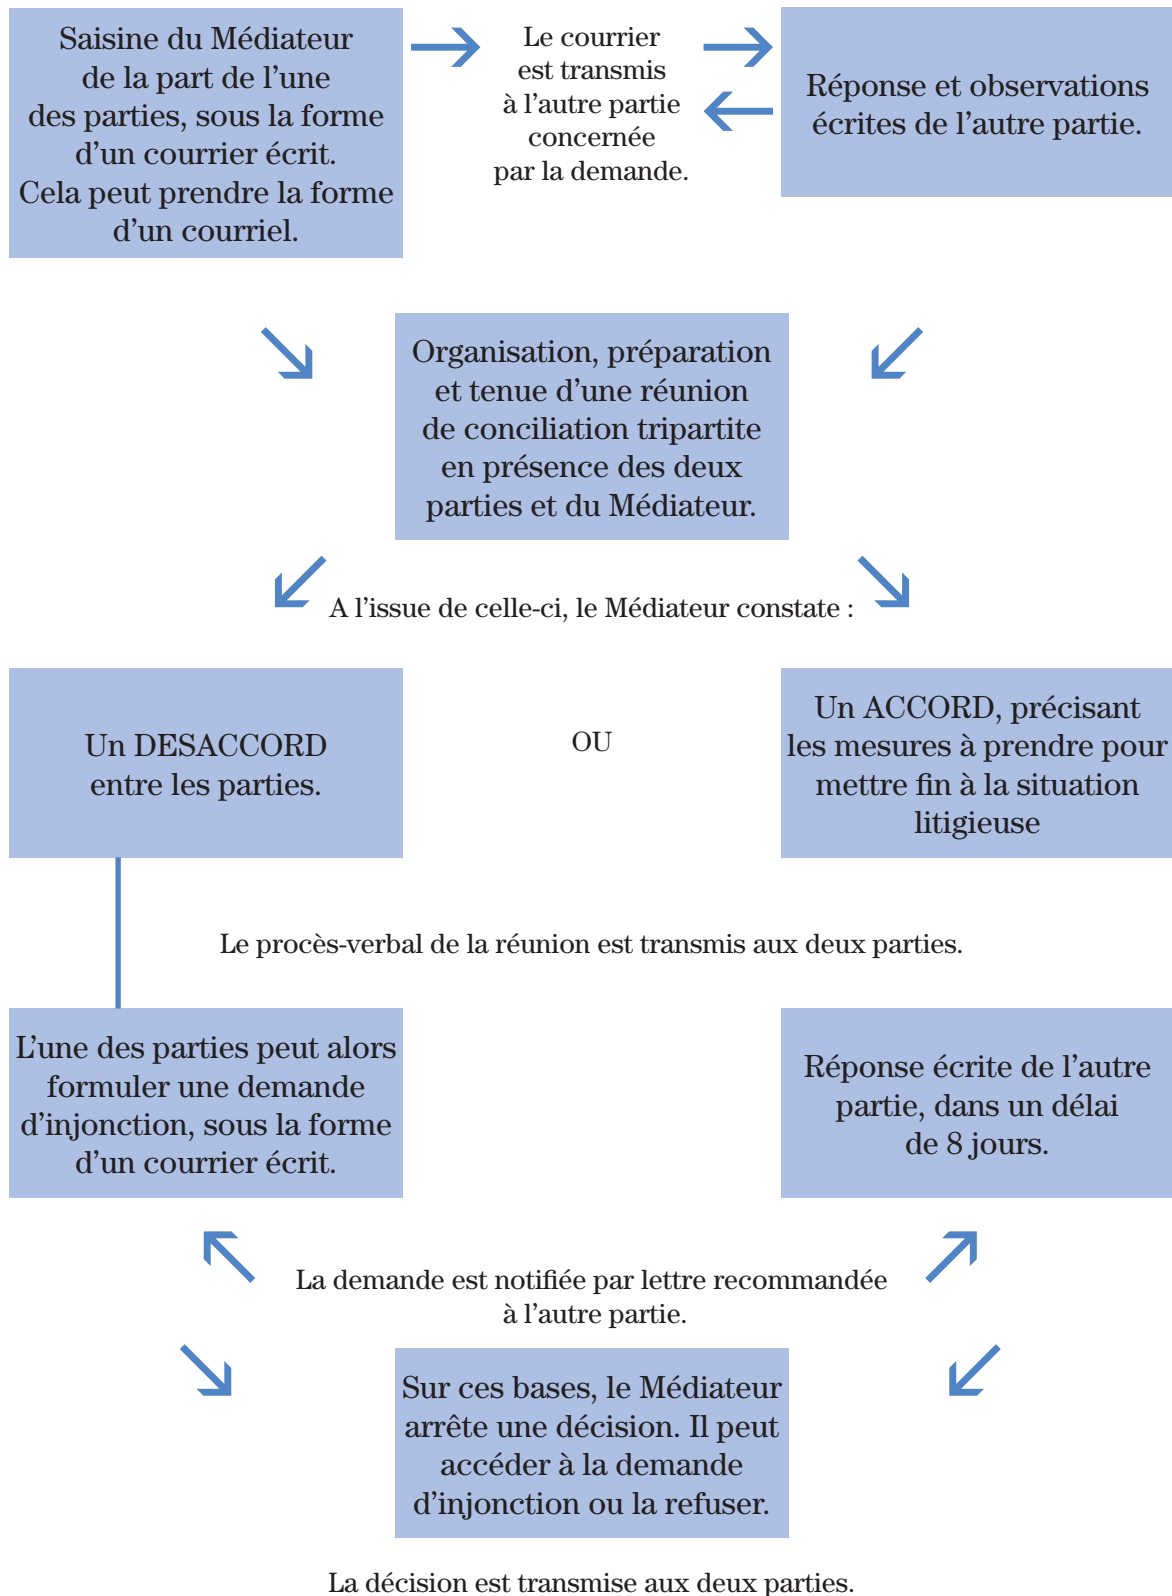 Saisine du Médiateur
de la part de l’une
des parties, sous la forme
d’un courrier écrit.
Cela peut prendre la forme
d’un courriel.
Le courrier
est transmis
à l’autre partie
concernée
par la demande.
Réponse et observations
écrites de l’autre partie.
Organisation, préparation
et tenue d’une réunion
de conciliation tripartite
en présence des deux
parties et du Médiateur.
A l’issue de celle-ci, le Médiateur constate :
Un DESACCORD
entre les parties.
OU
Un ACCORD, précisant
les mesures à prendre pour
mettre fin à la situation
litigieuse
Le procès-verbal de la réunion est transmis aux deux parties.
L’une des parties peut alors
formuler une demande
d’injonction, sous la forme
d’un courrier écrit.
Réponse écrite de l’autre
partie, dans un délai
de 8 jours.
La demande est notifiée par lettre recommandée
à l’autre partie.
Sur ces bases, le Médiateur
arrête une décision. Il peut
accéder à la demande
d’injonction ou la refuser.
La décision est transmise aux deux parties.